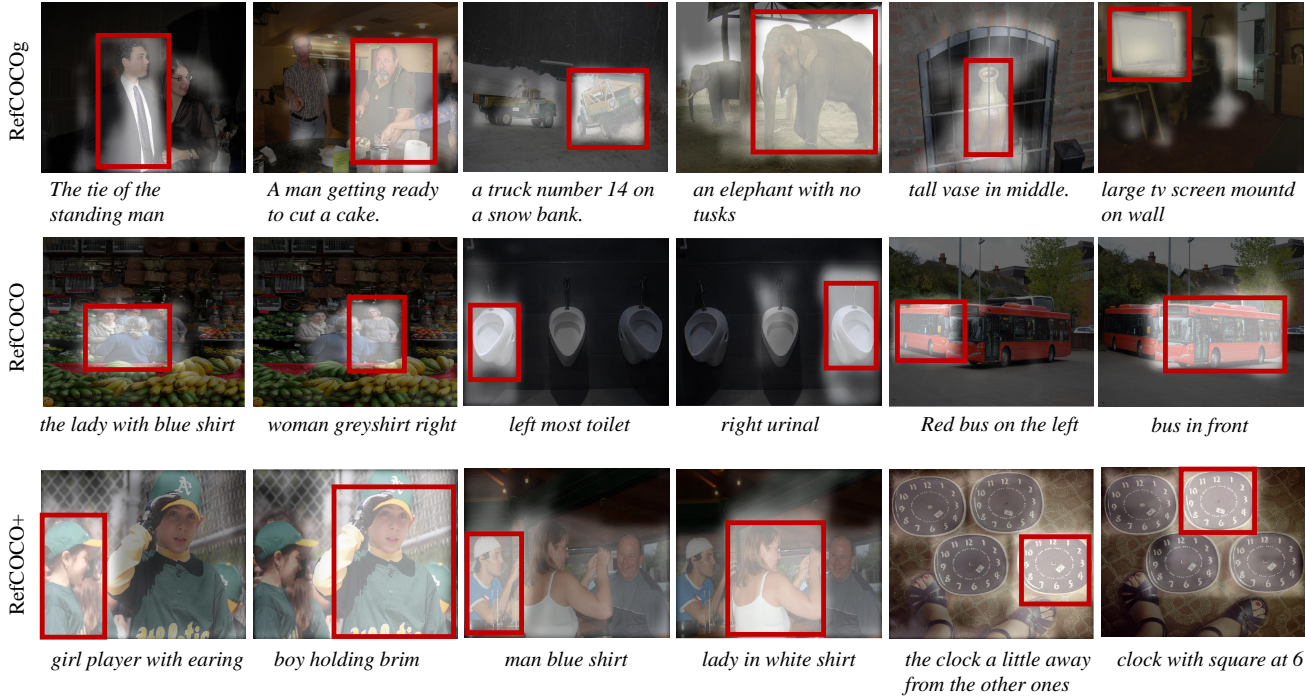 RefCOCOg
The tie of the
standing man
A man getting ready
to cut a cake.
a truck number 14 on
a snow bank.
an elephant with no
tusks
tall vase in middle.
large tv screen mountd
on wall
RefCOCO
the lady with blue shirt
woman greyshirt right
left most toilet
right urinal
Red bus on the left
bus in front
RefCOCO+
A's
girl player with earing
boy holding brim
man blue shirt
lady in white shirt
the clock a little away
from the other ones
clock with square at 6